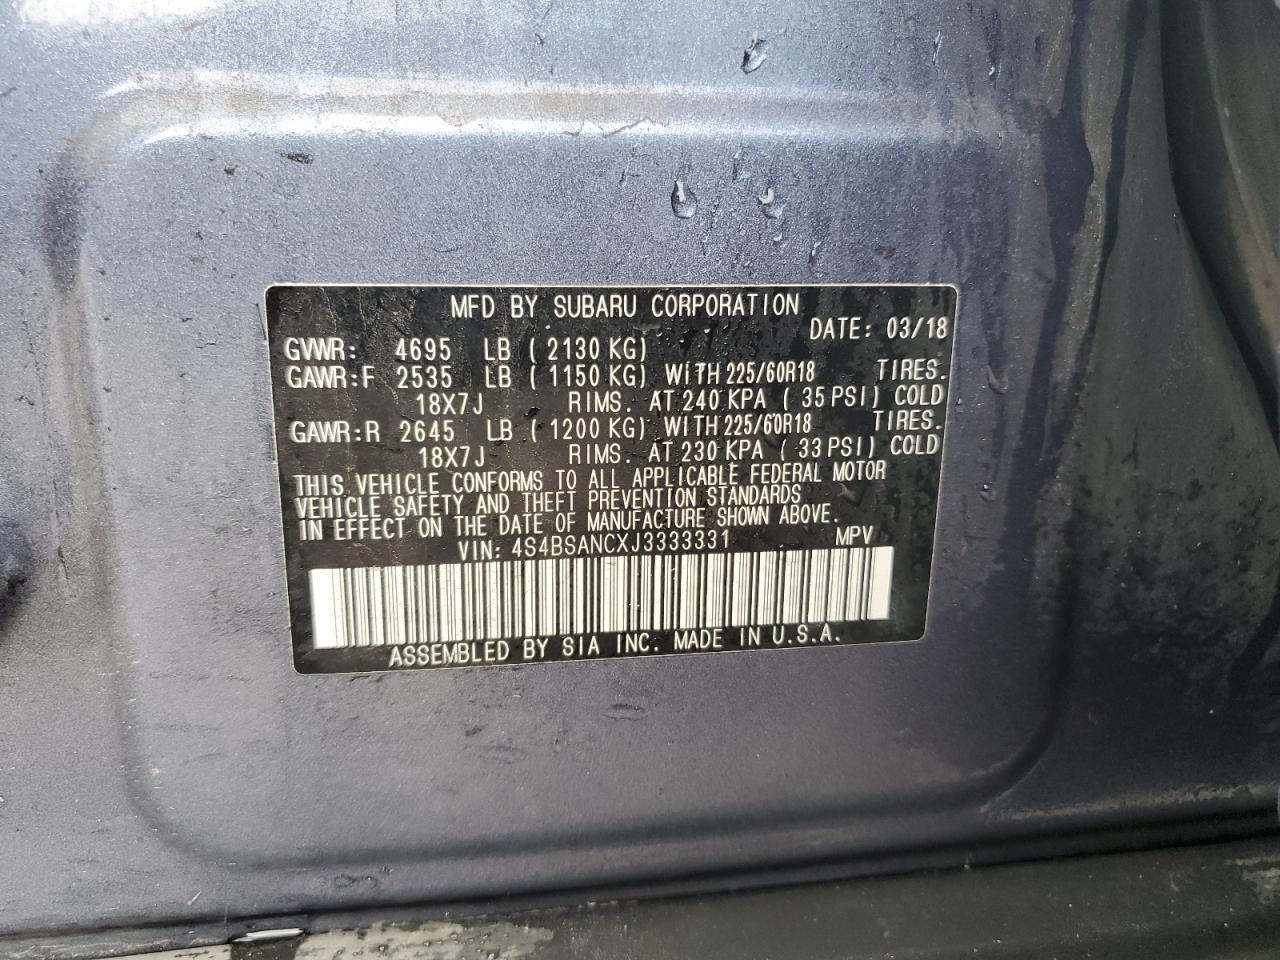 MFD BY SUBARU CORPORATION
DATE: 03/18
GVWR: 4695 LB ( 2130 KG)
GAWR:F 2535 LB ( 1150 KG) WITH 225/60R18 TIRES.
18X7J RIMS. AT 240 KPA ( 35 PSI) COLD
GAWR:R 2645 LB ( 1200 KG) WITH 225/60R18 TIRES.
18X7J RIMS. AT 230 KPA ( 33 PSI) COLD
THIS VEHICLE CONFORMS TO ALL APPLICABLE FEDERAL MOTOR
VEHICLE SAFETY AND THEFT PREVENTION STANDARDS
IN EFFECT ON THE DATE OF MANUFACTURE SHOWN ABOVE.
VIN: 4S4BSANCXJ3333331 MPV
ASSEMBLED BY SIA INC. MADE IN U.S.A.